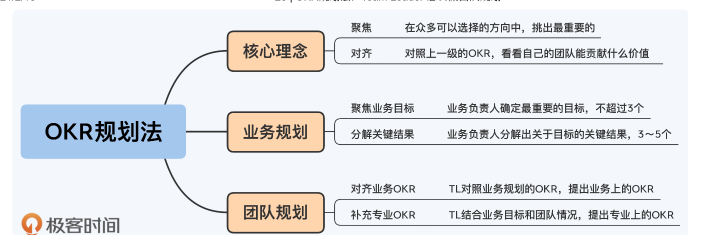 核心理念
聚焦 在众多可以选择的方向中，挑出最重要的
对齐 对照上一级的OKR，看看自己的团队能贡献什么价值
OKR规划法
业务规划
聚焦业务目标 业务负责人确定最重要的目标，不超过3个
分解关键结果 业务负责人分解出关于目标的关键结果，3～5个
团队规划
对齐业务OKR TL对照业务规划的OKR，提出业务上的OKR
补充专业OKR TL结合业务目标和团队情况，提出专业上的OKR
极客时间